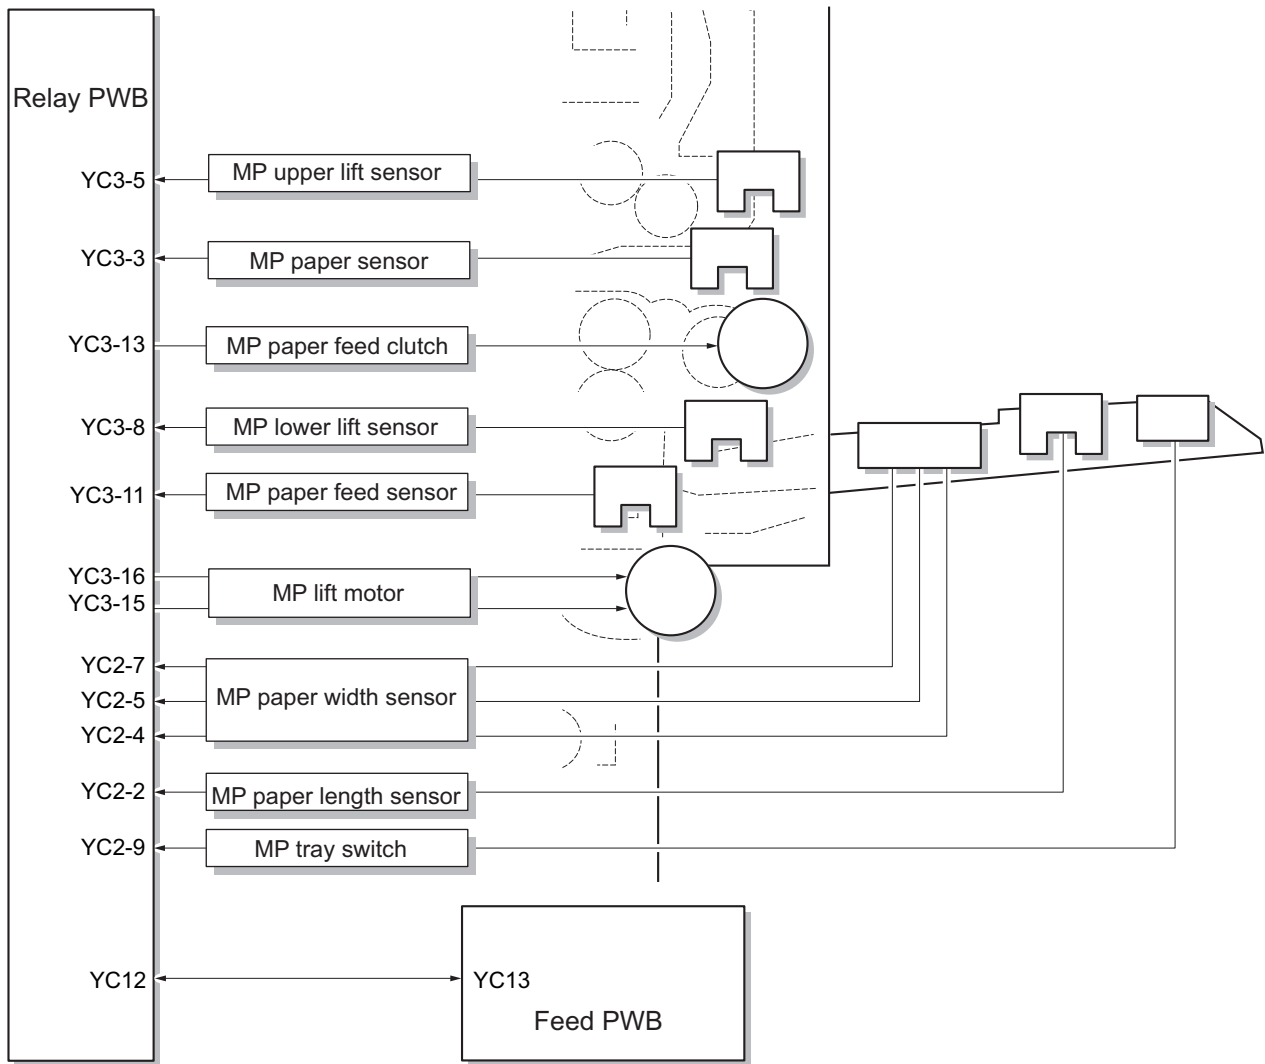 Relay PWB
YC3-5 MP upper lift sensor
YC3-3 MP paper sensor
YC3-13 MP paper feed clutch
YC3-8 MP lower lift sensor
YC3-11 MP paper feed sensor
YC3-16
MP lift motor
YC3-15
YC2-7
YC2-5 MP paper width sensor
YC2-4
YC2-2 MP paper length sensor
YC2-9 MP tray switch
YC12 YC13
Feed PWB